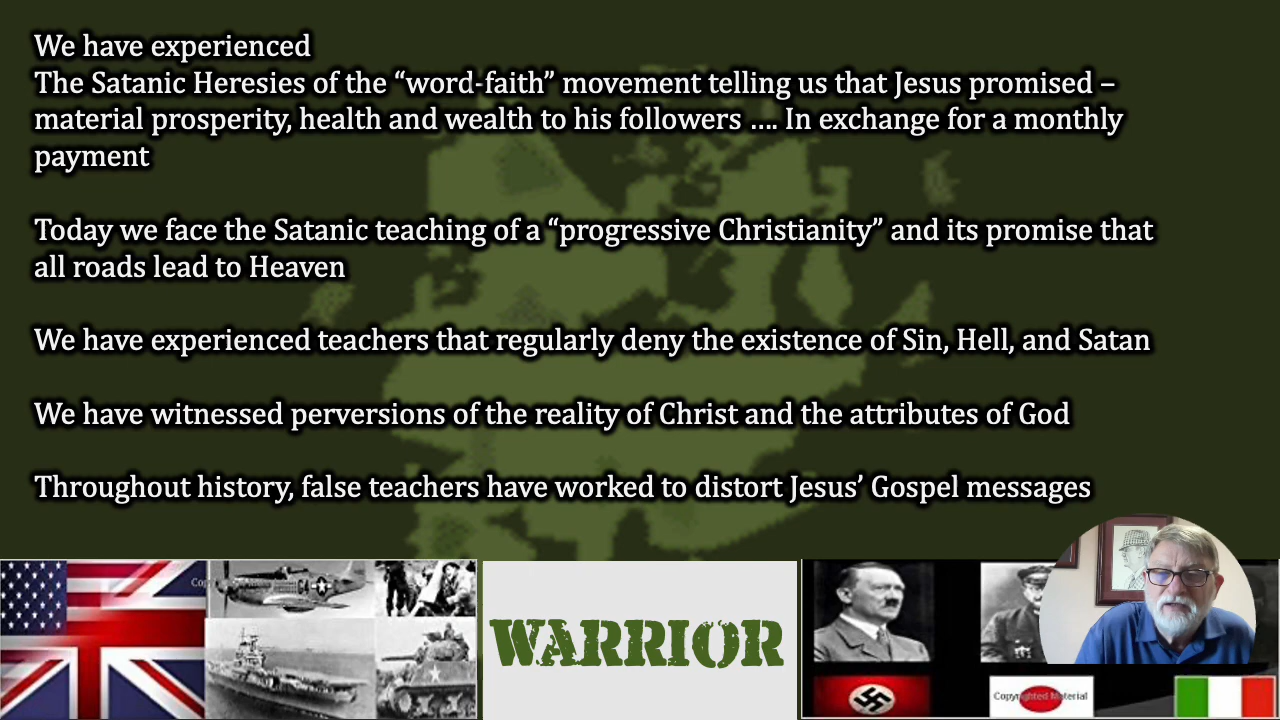 We have experienced
The Satanic Heresies of the “word-faith” movement telling us that Jesus promised –
material prosperity, health and wealth to his followers …. In exchange for a monthly
payment
Today we face the Satanic teaching of a “progressive Christianity” and its promise that
all roads lead to Heaven
We have experienced teachers that regularly deny the existence of Sin, Hell, and Satan
We have witnessed perversions of the reality of Christ and the attributes of God
Throughout history, false teachers have worked to distort Jesus’ Gospel messages
WARRIOR
Copyrighted Material